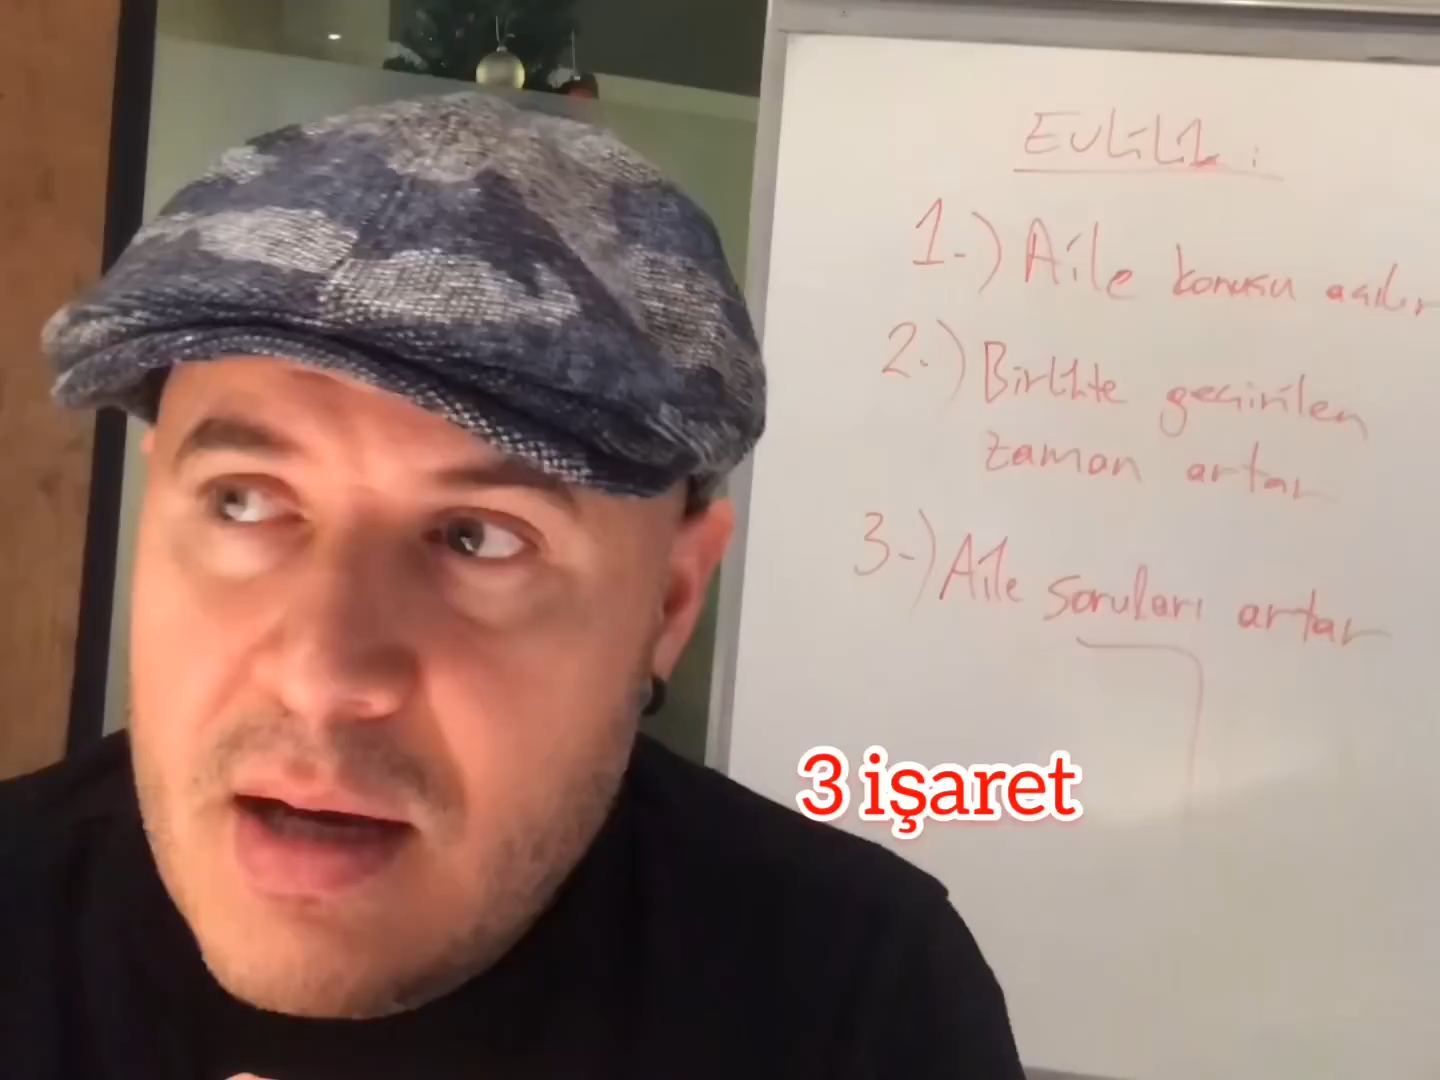 Evlilik:
1-) Aile konusu açılır
2-) Birlikte geçirilen
zaman artar
3-) Aile soruları artar
3 işaret